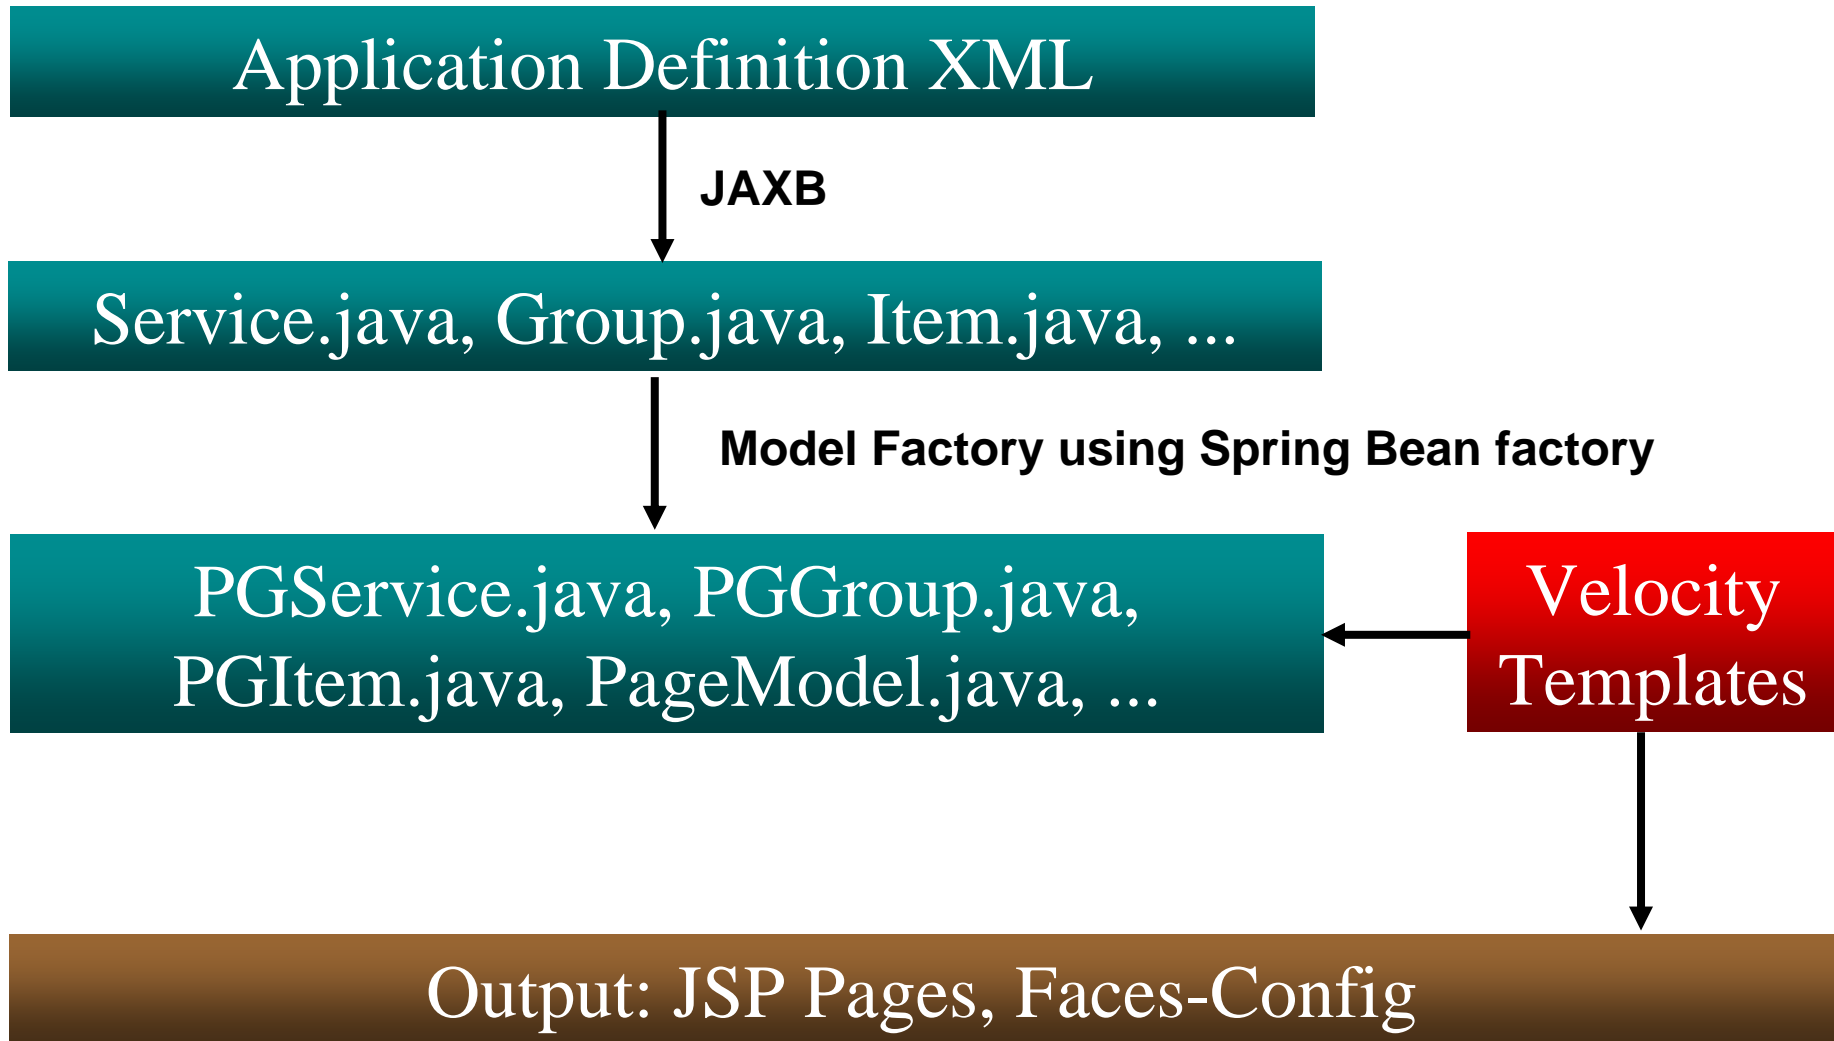 Application Definition XML
JAXB
Service.java, Group.java, Item.java, ...
Model Factory using Spring Bean factory
PGService.java, PGGroup.java,
PGItem.java, PageModel.java, ...
Velocity
Templates
Output: JSP Pages, Faces-Config